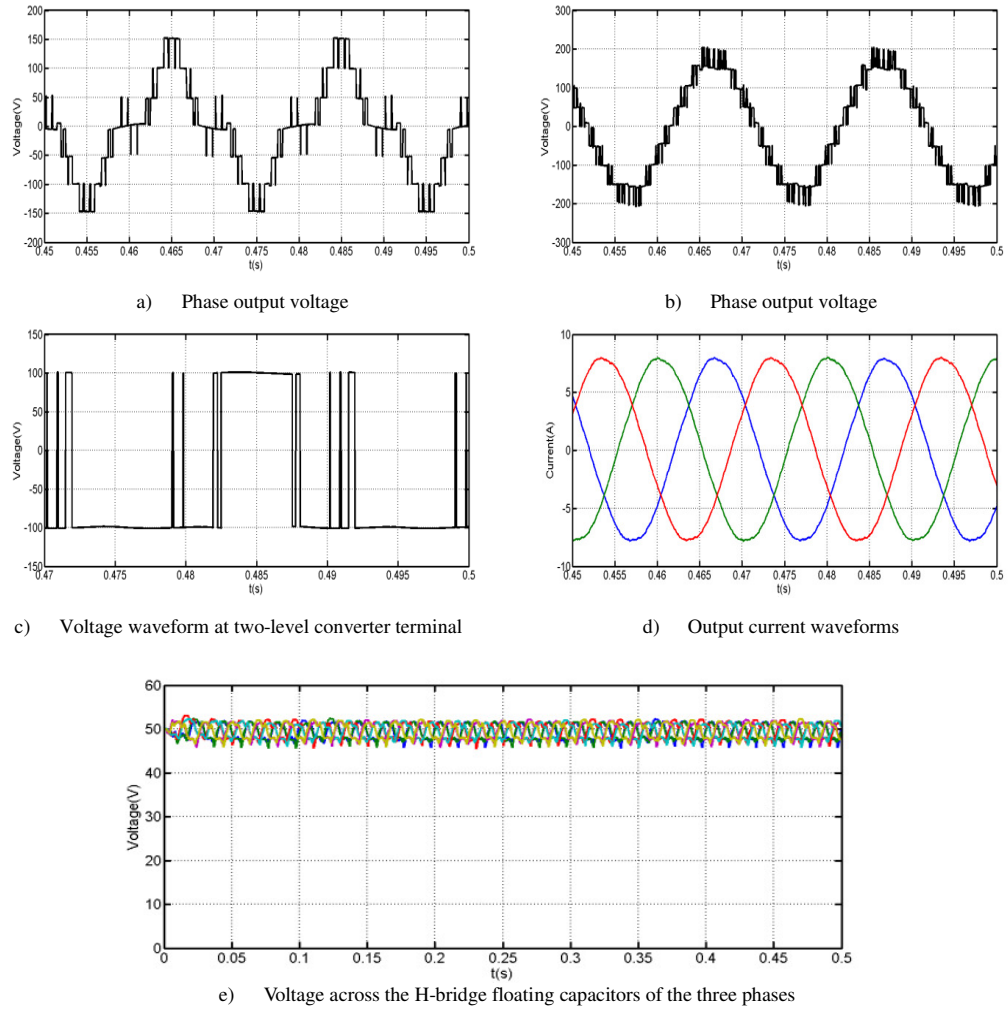 200
150
100
50
0
-50
-100
-150
-200
Voltage(V)
0.45 0.455 0.46 0.465 0.47 0.475 0.48 0.485 0.49 0.495 0.5
t(s)
a) Phase output voltage
300
200
100
0
-100
-200
-300
Voltage(V)
0.45 0.455 0.46 0.465 0.47 0.475 0.48 0.485 0.49 0.495 0.5
t(s)
b) Phase output voltage
150
100
50
0
-50
-100
-150
Voltage(V)
0.47 0.475 0.48 0.485 0.49 0.495 0.5
t(s)
c) Voltage waveform at two-level converter terminal
10
5
0
-5
-10
Current(A)
0.45 0.455 0.46 0.465 0.47 0.475 0.48 0.485 0.49 0.495 0.5
t(s)
d) Output current waveforms
60
50
40
30
20
10
0
Voltage(V)
0 0.05 0.1 0.15 0.2 0.25 0.3 0.35 0.4 0.45 0.5
t(s)
e) Voltage across the H-bridge floating capacitors of the three phases